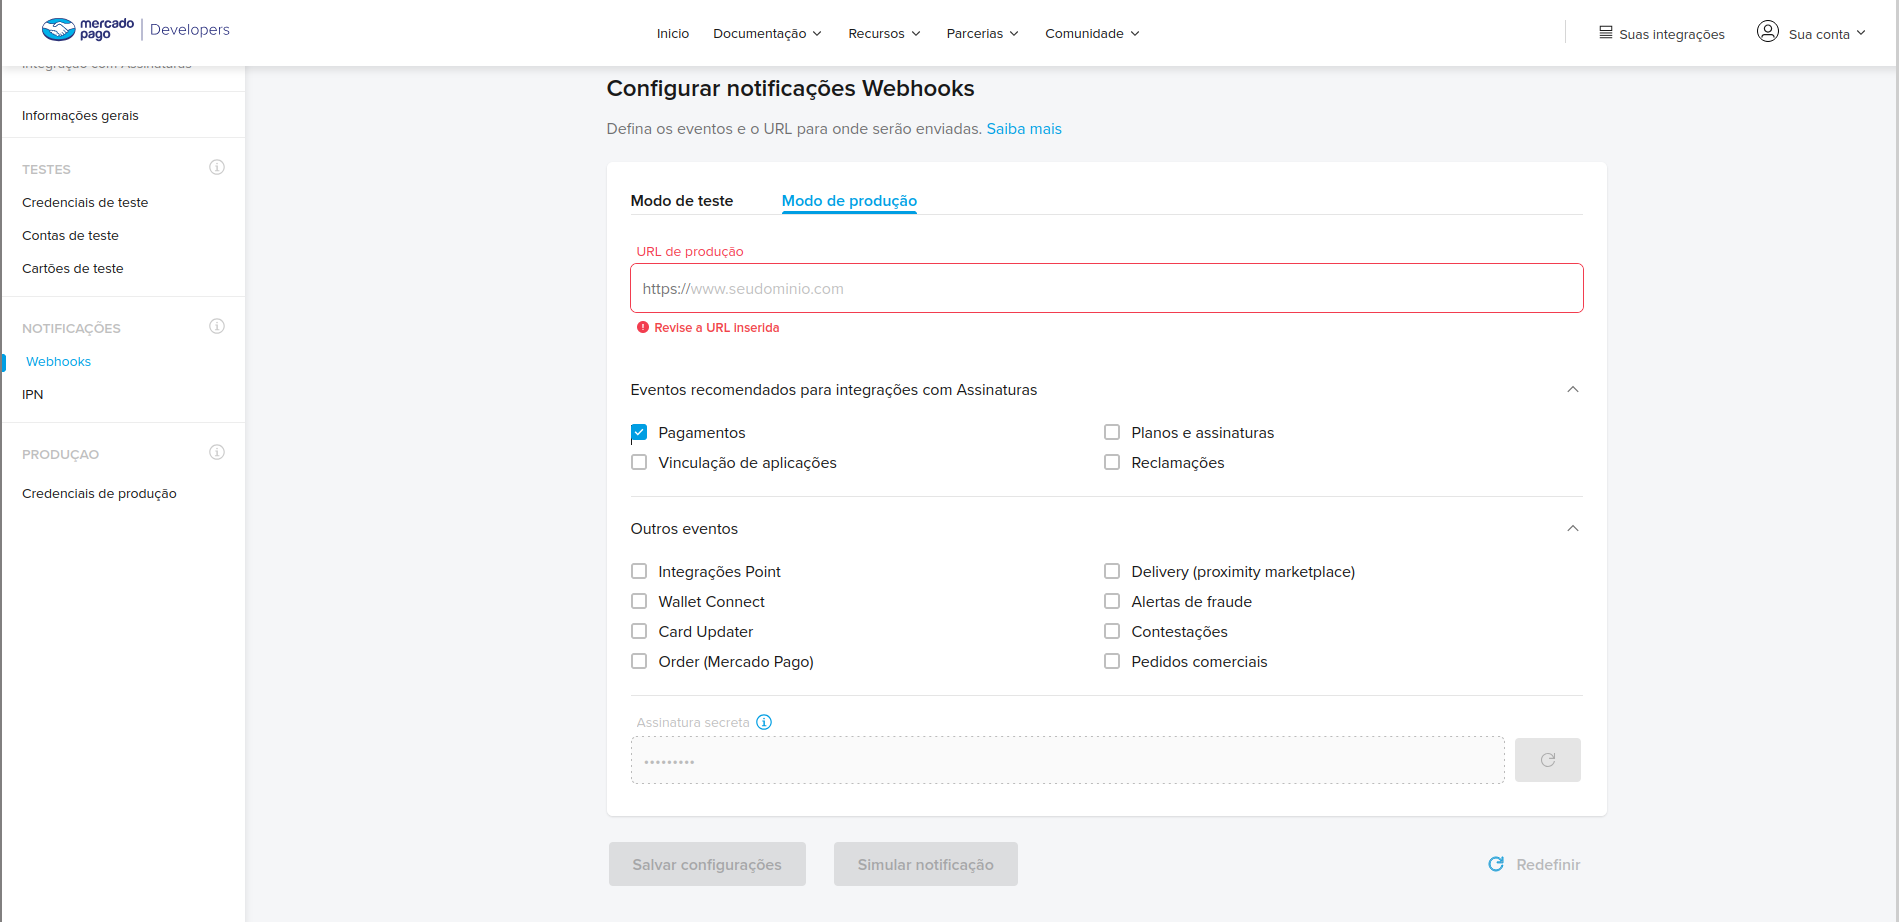 mercado pago | Developers
Inicio Documentação Recursos Parcerias Comunidade Suas integrações Sua conta
Integração com Assinaturas
Informações gerais
TESTES
Credenciais de teste
Contas de teste
Cartões de teste
NOTIFICAÇÕES
Webhooks
IPN
PRODUÇAO
Credenciais de produção
Configurar notificações Webhooks
Defina os eventos e o URL para onde serão enviadas. Saiba mais
Modo de teste Modo de produção
URL de produção
https://www.seudominio.com
Revise a URL inserida
Eventos recomendados para integrações com Assinaturas
Pagamentos Planos e assinaturas
Vinculação de aplicações Reclamações
Outros eventos
Integrações Point Delivery (proximity marketplace)
Wallet Connect Alertas de fraude
Card Updater Contestações
Order (Mercado Pago) Pedidos comerciais
Assinatura secreta
•••••••••
Salvar configurações Simular notificação Redefinir